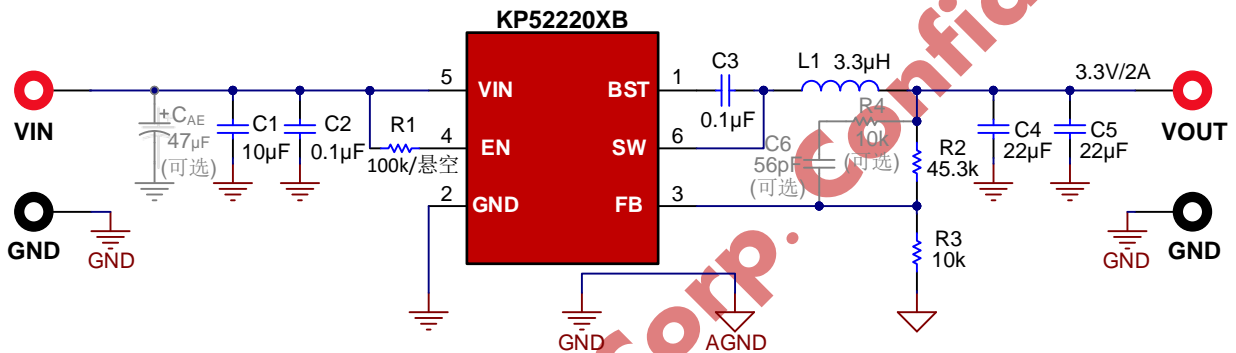 KP52220XB
VIN
GND
GND
+
C_AE
47μF
(可选)
C1
10μF
C2
0.1μF
R1
100k/悬空
5
4
2
VIN
EN
GND
BST
SW
FB
1
6
3
C3
0.1μF
L1
3.3μH
R4
10k
(可选)
C6
56pF
(可选)
R2
45.3k
R3
10k
3.3V/2A
C4
22μF
C5
22μF
VOUT
GND
GND
GND
AGND
Corp. Confid